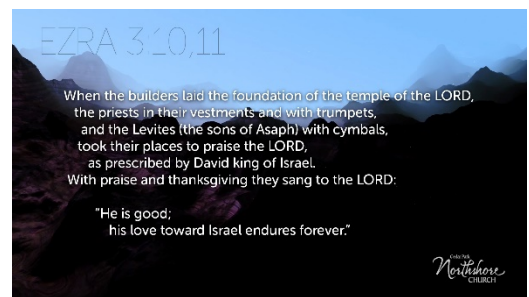 EZRA 3:10,11
When the builders laid the foundation of the temple of the LORD,
the priests in their vestments and with trumpets,
and the Levites (the sons of Asaph) with cymbals,
took their places to praise the LORD,
as prescribed by David king of Israel.
With praise and thanksgiving they sang to the LORD:
"He is good;
his love toward Israel endures forever."
Northshore
CHURCH